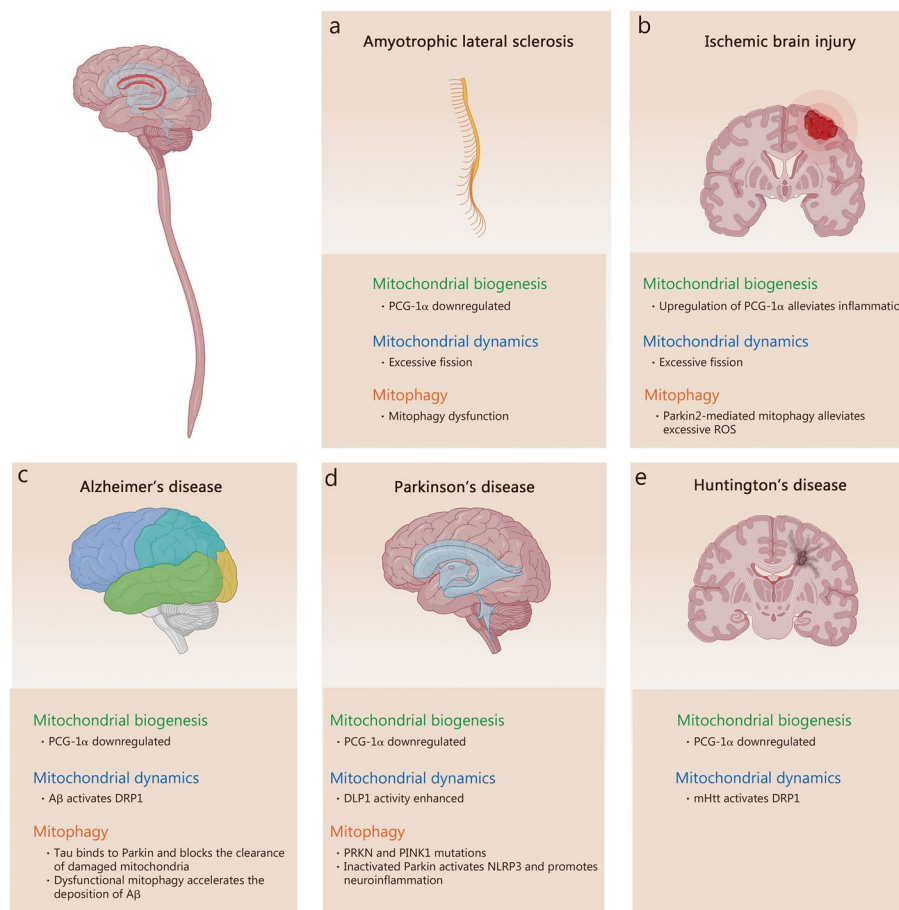 a
Amyotrophic lateral sclerosis
Mitochondrial biogenesis
· PCG-1α downregulated
Mitochondrial dynamics
· Excessive fission
Mitophagy
· Mitophagy dysfunction
b
Ischemic brain injury
Mitochondrial biogenesis
· Upregulation of PCG-1α alleviates inflammatio
Mitochondrial dynamics
· Excessive fission
Mitophagy
· Parkin2-mediated mitophagy alleviates
excessive ROS
c
Alzheimer's disease
Mitochondrial biogenesis
· PCG-1α downregulated
Mitochondrial dynamics
· Aβ activates DRP1
Mitophagy
· Tau binds to Parkin and blocks the clearance
of damaged mitochondria
· Dysfunctional mitophagy accelerates the
deposition of Aβ
d
Parkinson's disease
Mitochondrial biogenesis
· PCG-1α downregulated
Mitochondrial dynamics
· DLP1 activity enhanced
Mitophagy
· PRKN and PINK1 mutations
· Inactivated Parkin activates NLRP3 and promotes
neuroinflammation
e
Huntington's disease
Mitochondrial biogenesis
· PCG-1α downregulated
Mitochondrial dynamics
· mHtt activates DRP1